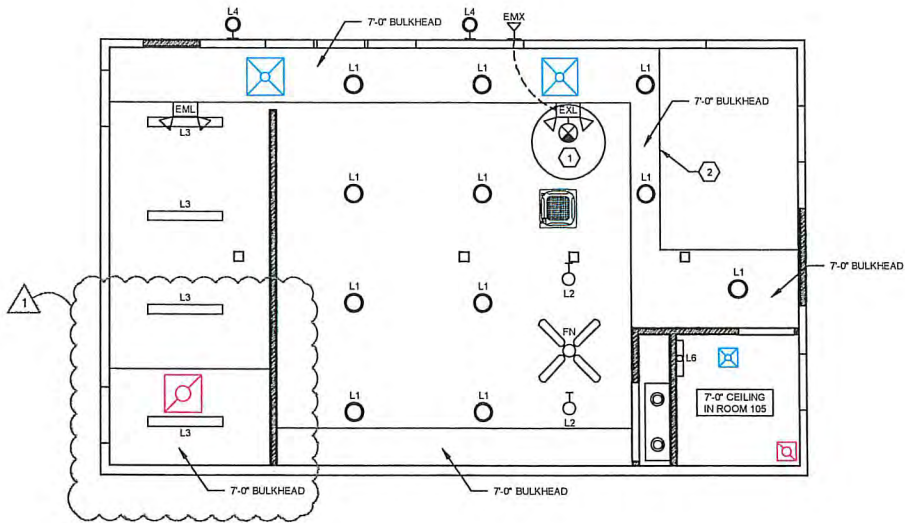 L4
L4
EMX
7'-0" BULKHEAD
L1
L1
L1
7'-0" BULKHEAD
EML
EXL
L3
1
2
L1
L1
L1
L3
7'-0" BULKHEAD
L1
L2
1
L3
L1
L1
FN
L6
7'-0" CEILING
IN ROOM 105
L1
L1
L2
L3
7'-0" BULKHEAD
7'-0" BULKHEAD